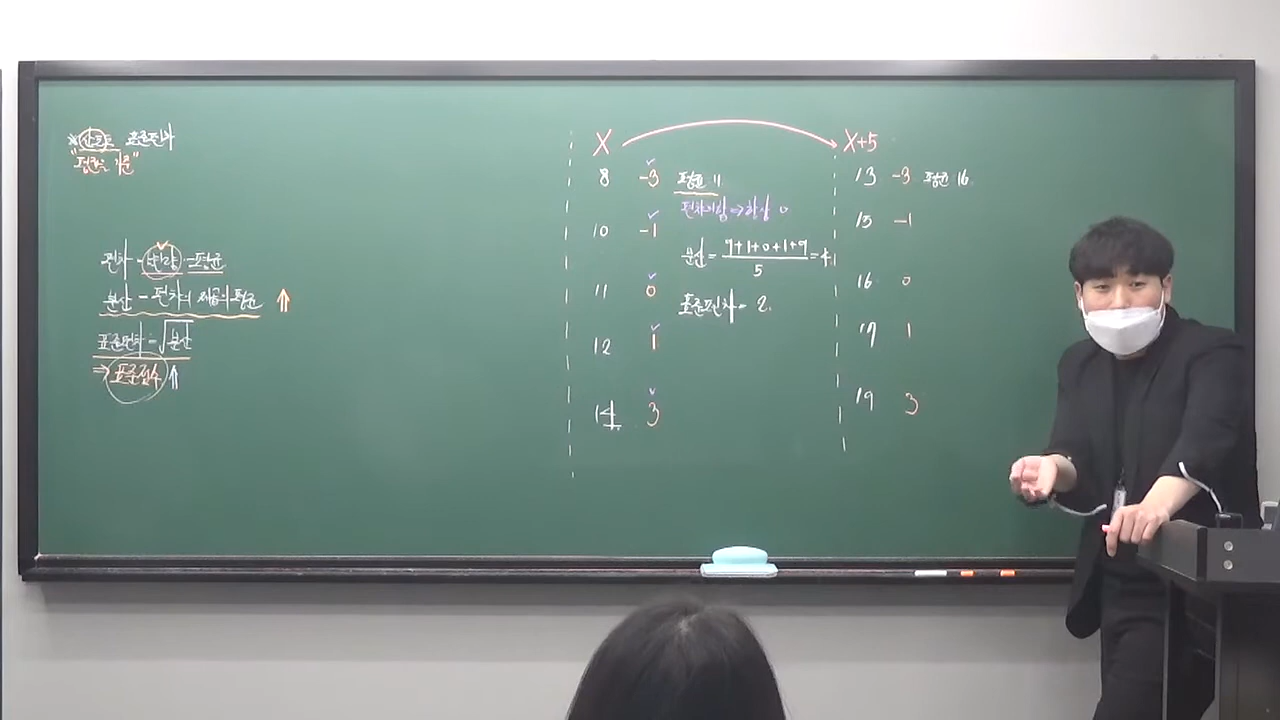 *산포도 표준편차
"평균은 기준"
편차 - 변량 - 평균
분산 - 편차의 제곱의 평균 ⇑
표준편차 - √분산
⇒ 표준점수 ⇑
X
8 -3 평균 11
편차의합 ⇒ 항상 0
10 -1
분산 = (9+1+0+1+9)/5 = 4
11 0
표준편차 = 2
12 1
14 3
X+5
13 -3 평균 16
15 -1
16 0
17 1
19 3